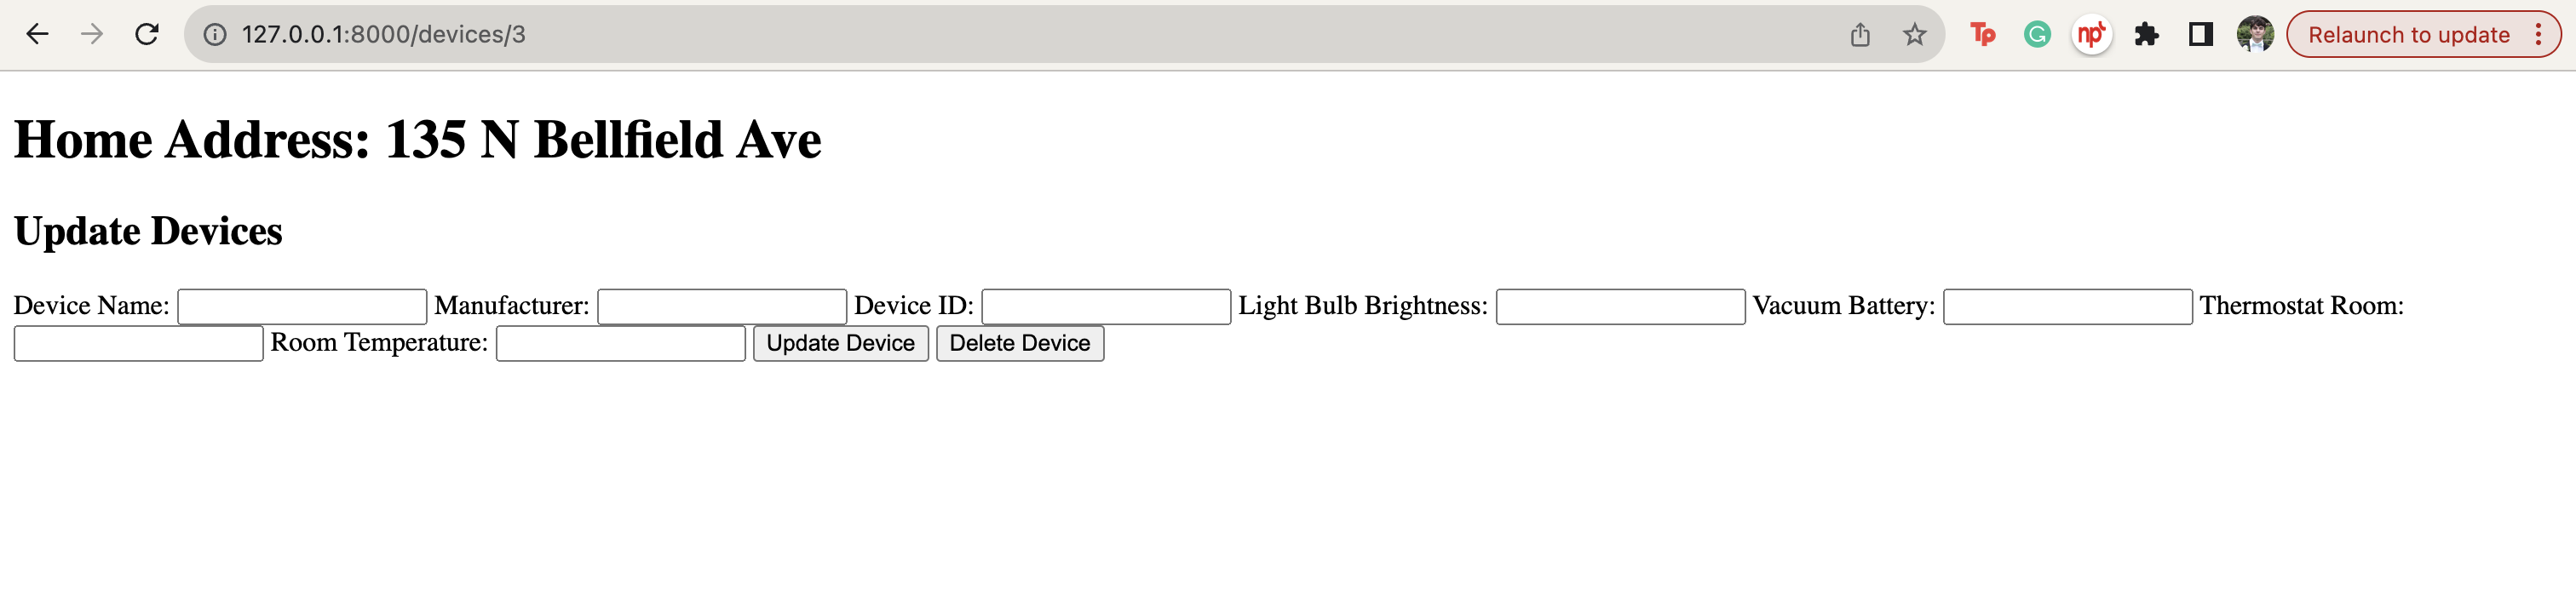 127.0.0.1:8000/devices/3
Tp
G
npt
Relaunch to update
Home Address: 135 N Bellfield Ave
Update Devices
Device Name: Manufacturer: Device ID: Light Bulb Brightness: Vacuum Battery: Thermostat Room:
Room Temperature: Update Device Delete Device